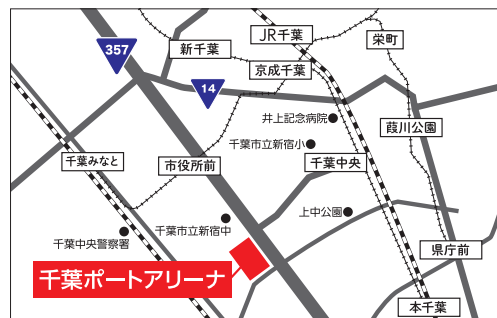 JR千葉
栄町
新千葉
357
京成千葉
14
井上記念病院
葭川公園
千葉市立新宿小
千葉みなと
市役所前
千葉中央
千葉市立新宿中
上中公園
千葉中央警察署
県庁前
千葉ポートアリーナ
本千葉